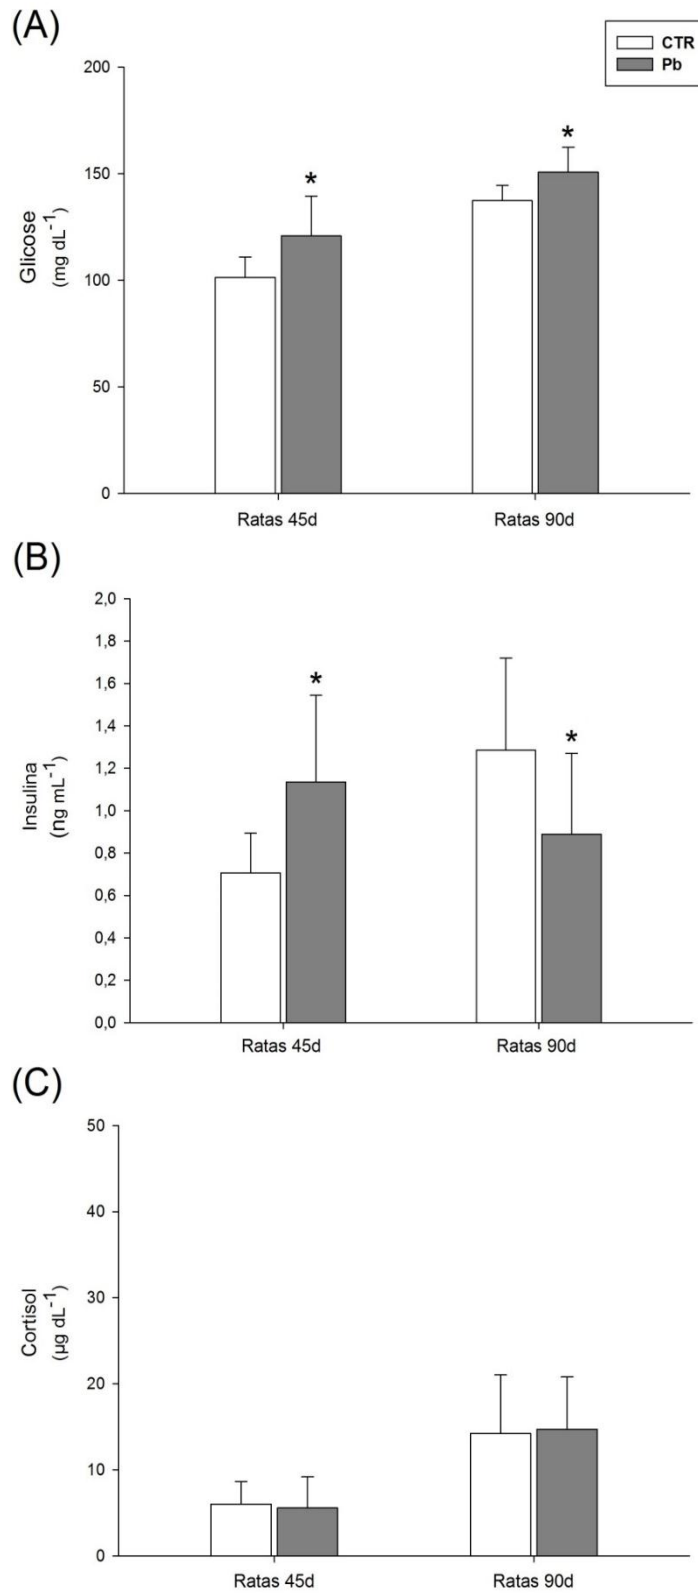 (A)
CTR
Pb
200
150
100
50
0
Glicose
(mg dL⁻¹)
*
*
Ratas 45d
Ratas 90d
(B)
2,0
1,8
1,6
1,4
1,2
1,0
0,8
0,6
0,4
0,2
0,0
Insulina
(ng mL⁻¹)
*
*
Ratas 45d
Ratas 90d
(C)
50
40
30
20
10
0
Cortisol
(µg dL⁻¹)
Ratas 45d
Ratas 90d